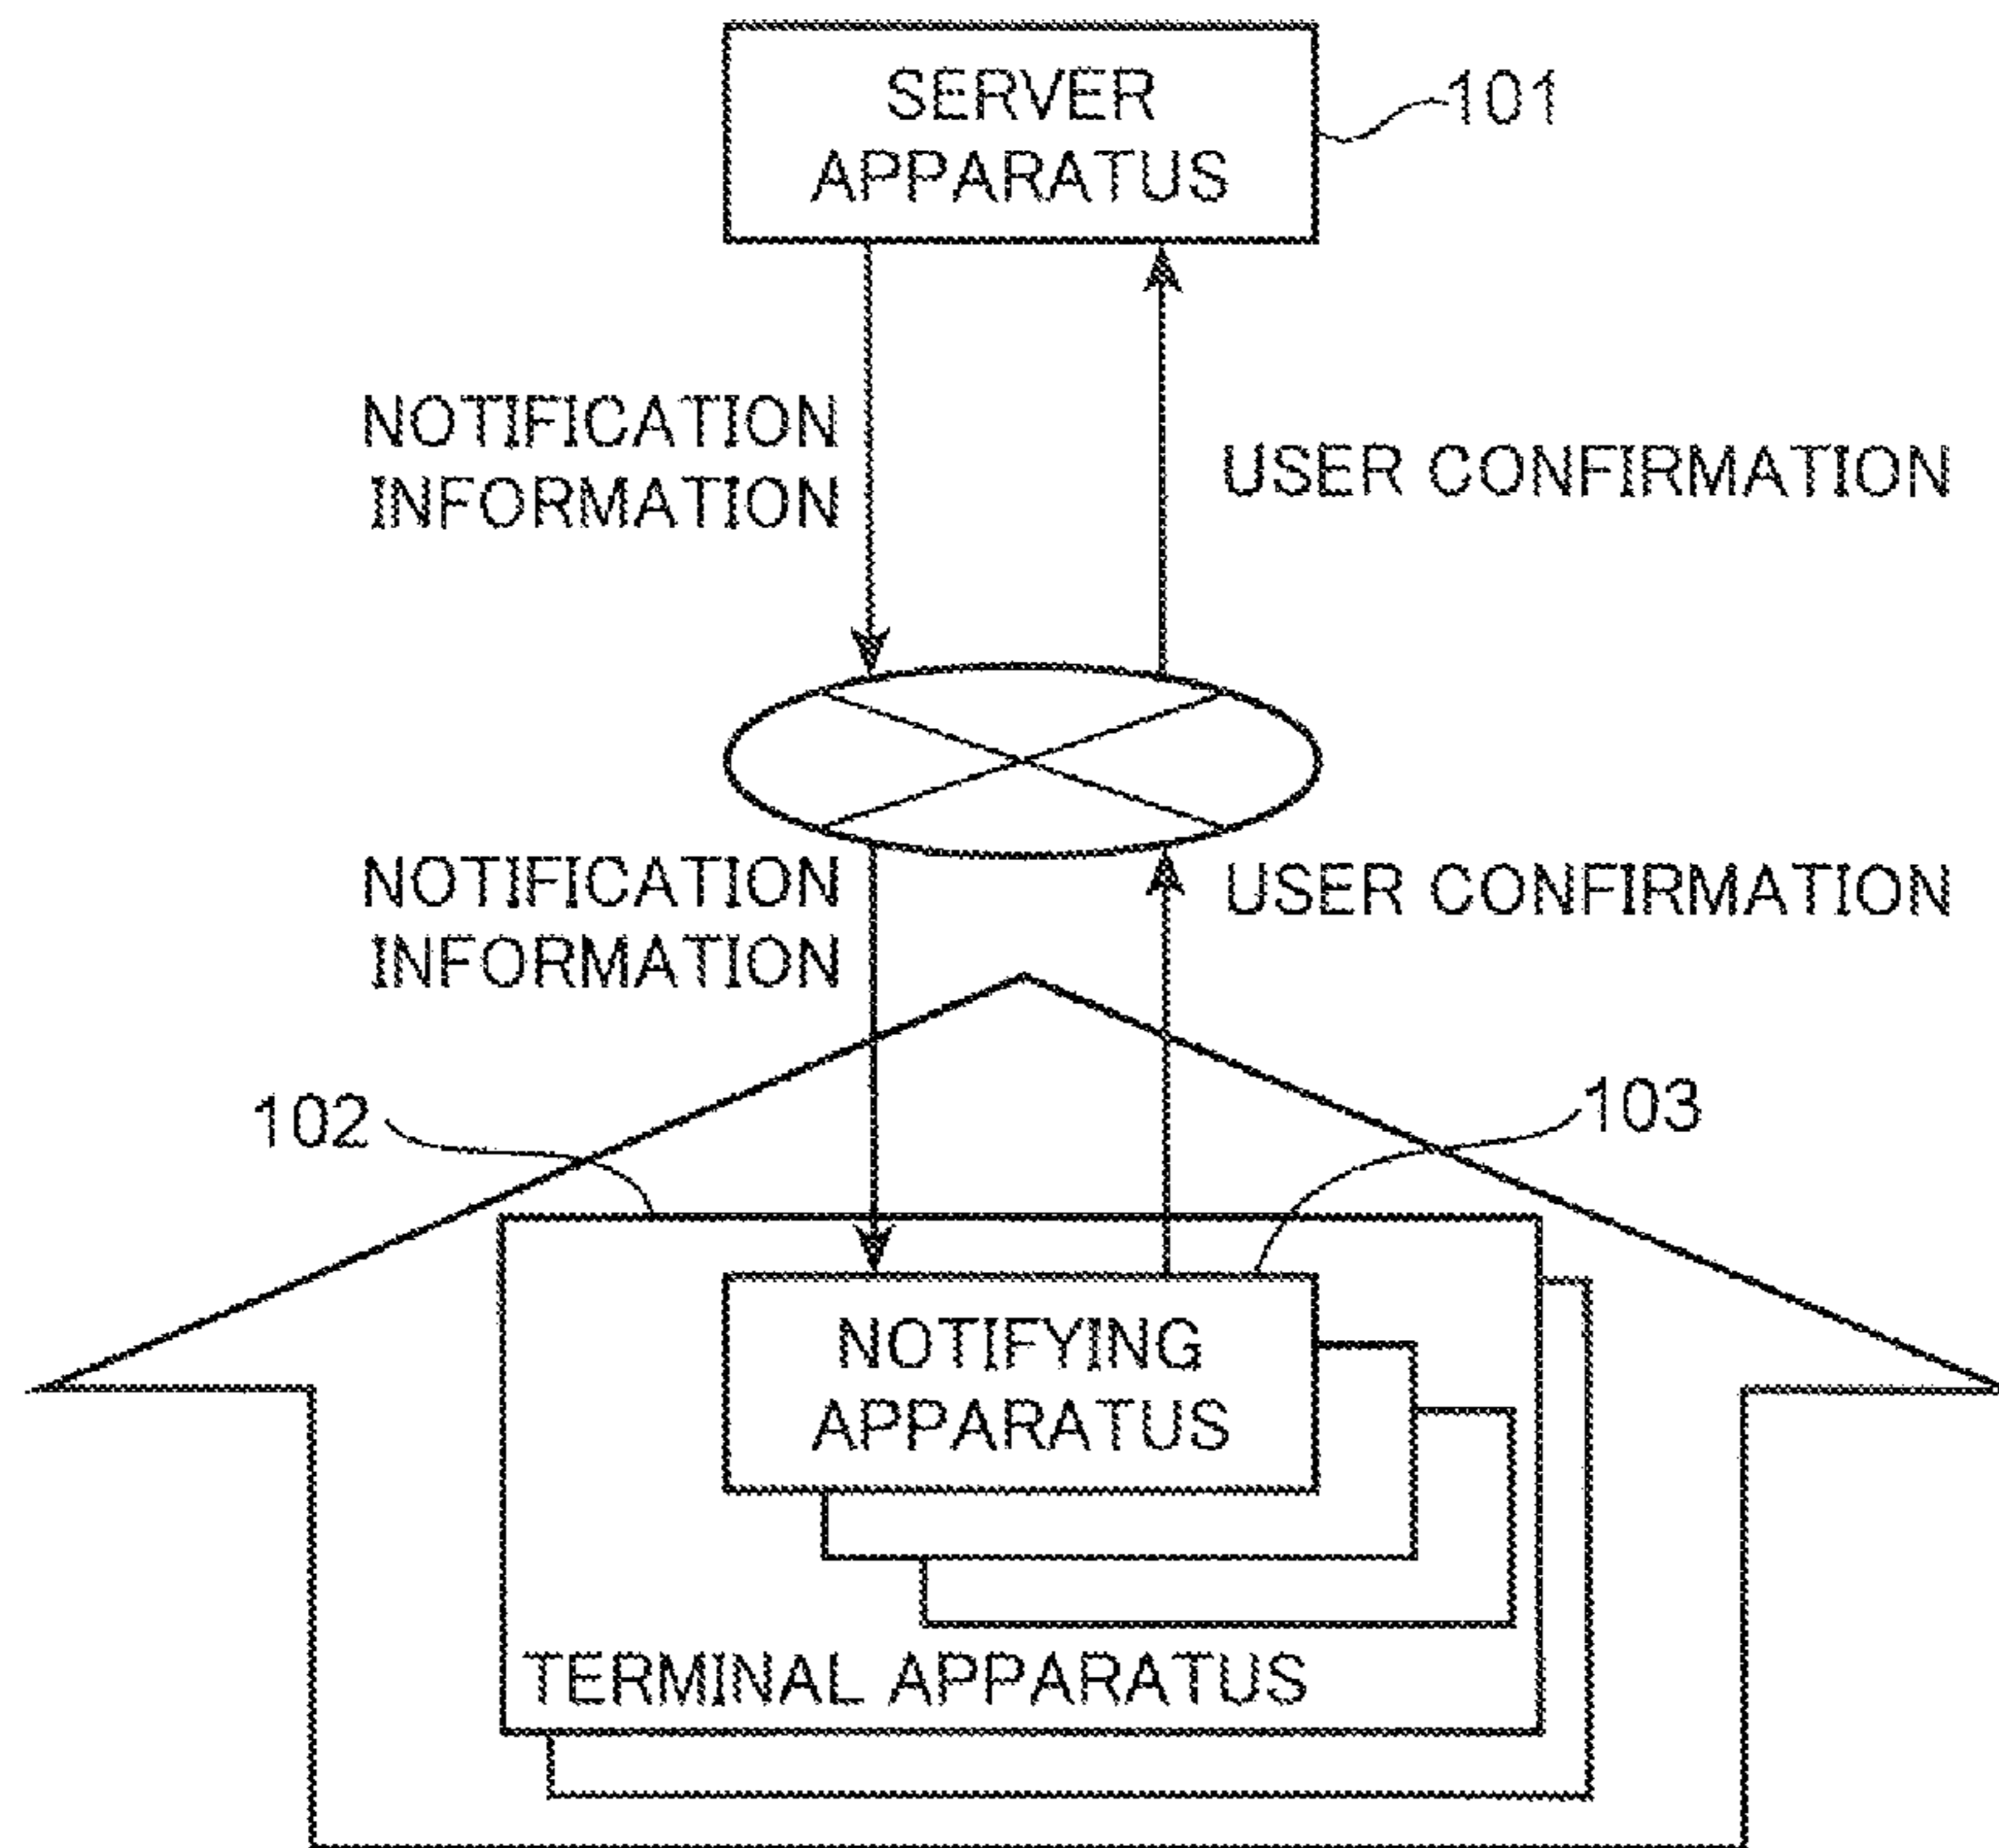 SERVER
APPARATUS
101
NOTIFICATION
INFORMATION
USER CONFIRMATION
NOTIFICATION
INFORMATION
USER CONFIRMATION
102
103
NOTIFYING
APPARATUS
TERMINAL APPARATUS